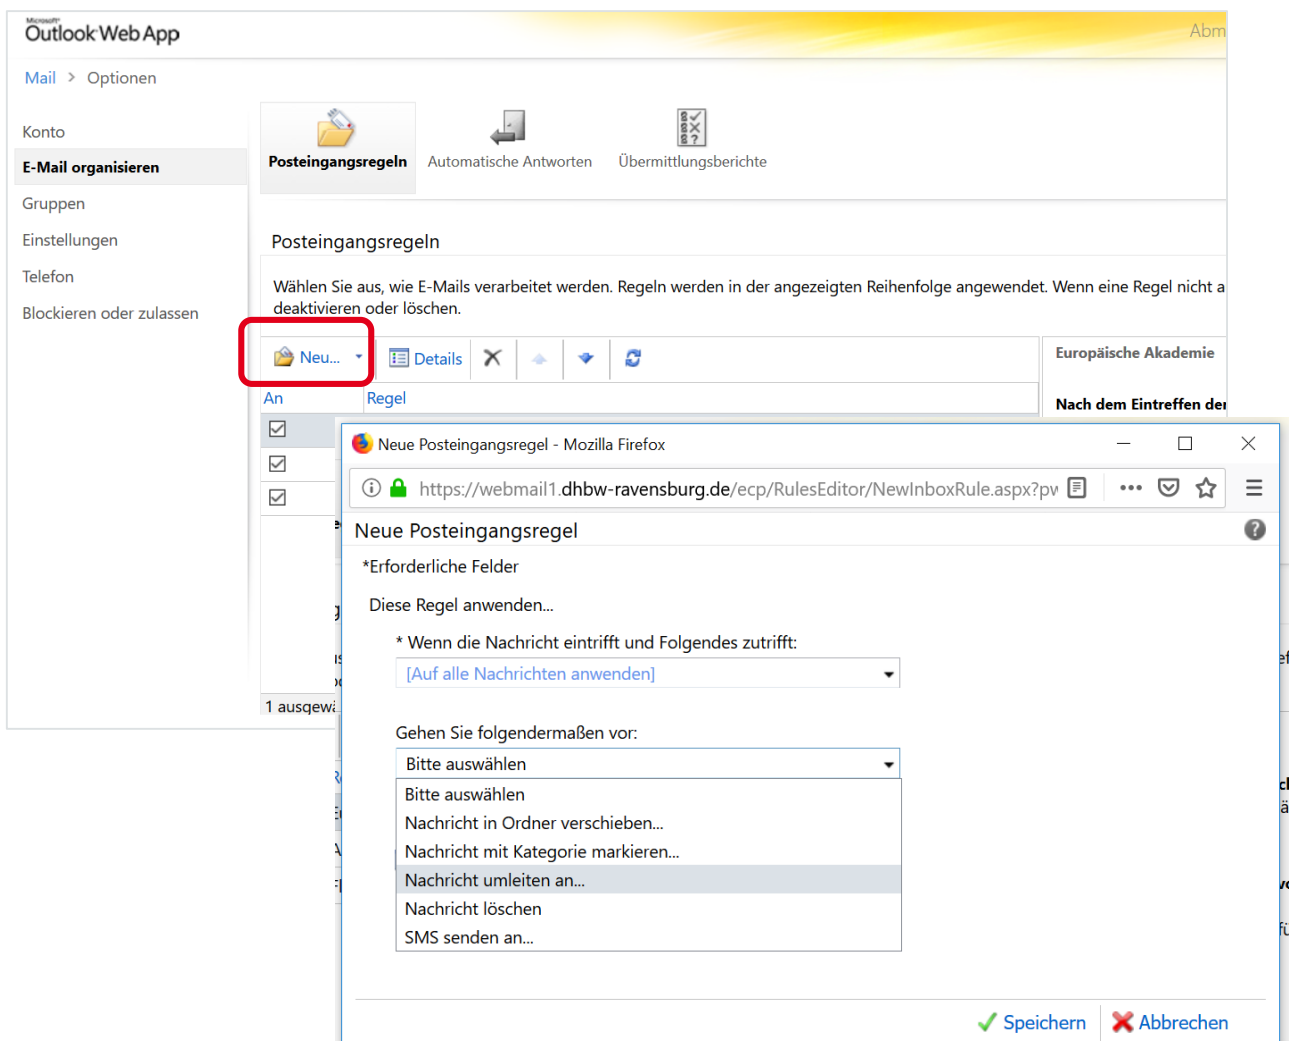 Microsoft
Outlook Web App
Abm
Mail > Optionen
Konto
E-Mail organisieren
Gruppen
Einstellungen
Telefon
Blockieren oder zulassen
Posteingangsregeln
Automatische Antworten
Übermittlungsberichte
Posteingangsregeln
Wählen Sie aus, wie E-Mails verarbeitet werden. Regeln werden in der angezeigten Reihenfolge angewendet. Wenn eine Regel nicht a
deaktivieren oder löschen.
Neu... Details
Europäische Akademie
An Regel
Nach dem Eintreffen der
1 ausgewä
Neue Posteingangsregel - Mozilla Firefox
https://webmail1.dhbw-ravensburg.de/ecp/RulesEditor/NewInboxRule.aspx?pw
Neue Posteingangsregel
*Erforderliche Felder
Diese Regel anwenden...
* Wenn die Nachricht eintrifft und Folgendes zutrifft:
[Auf alle Nachrichten anwenden]
Gehen Sie folgendermaßen vor:
Bitte auswählen
Bitte auswählen
Nachricht in Ordner verschieben...
Nachricht mit Kategorie markieren...
Nachricht umleiten an...
Nachricht löschen
SMS senden an...
Speichern
Abbrechen